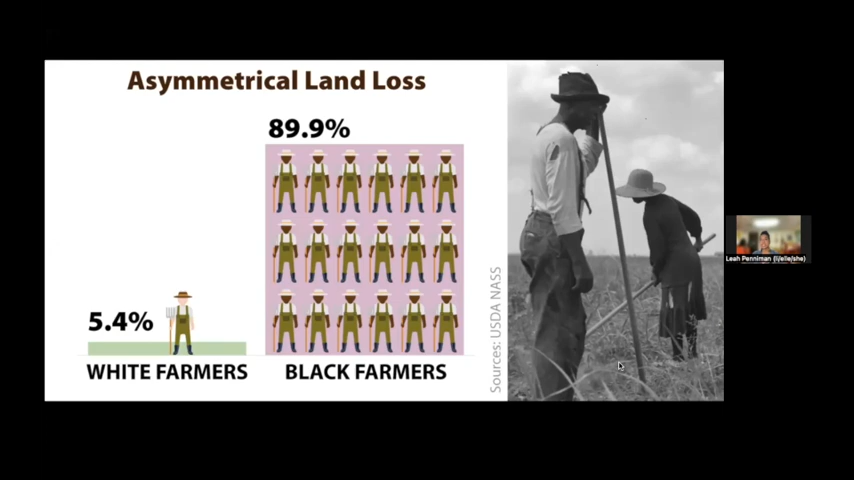 Asymmetrical Land Loss
89.9%
5.4%
WHITE FARMERS
BLACK FARMERS
Sources: USDA NASS
Leah Penniman (li/elle/she)